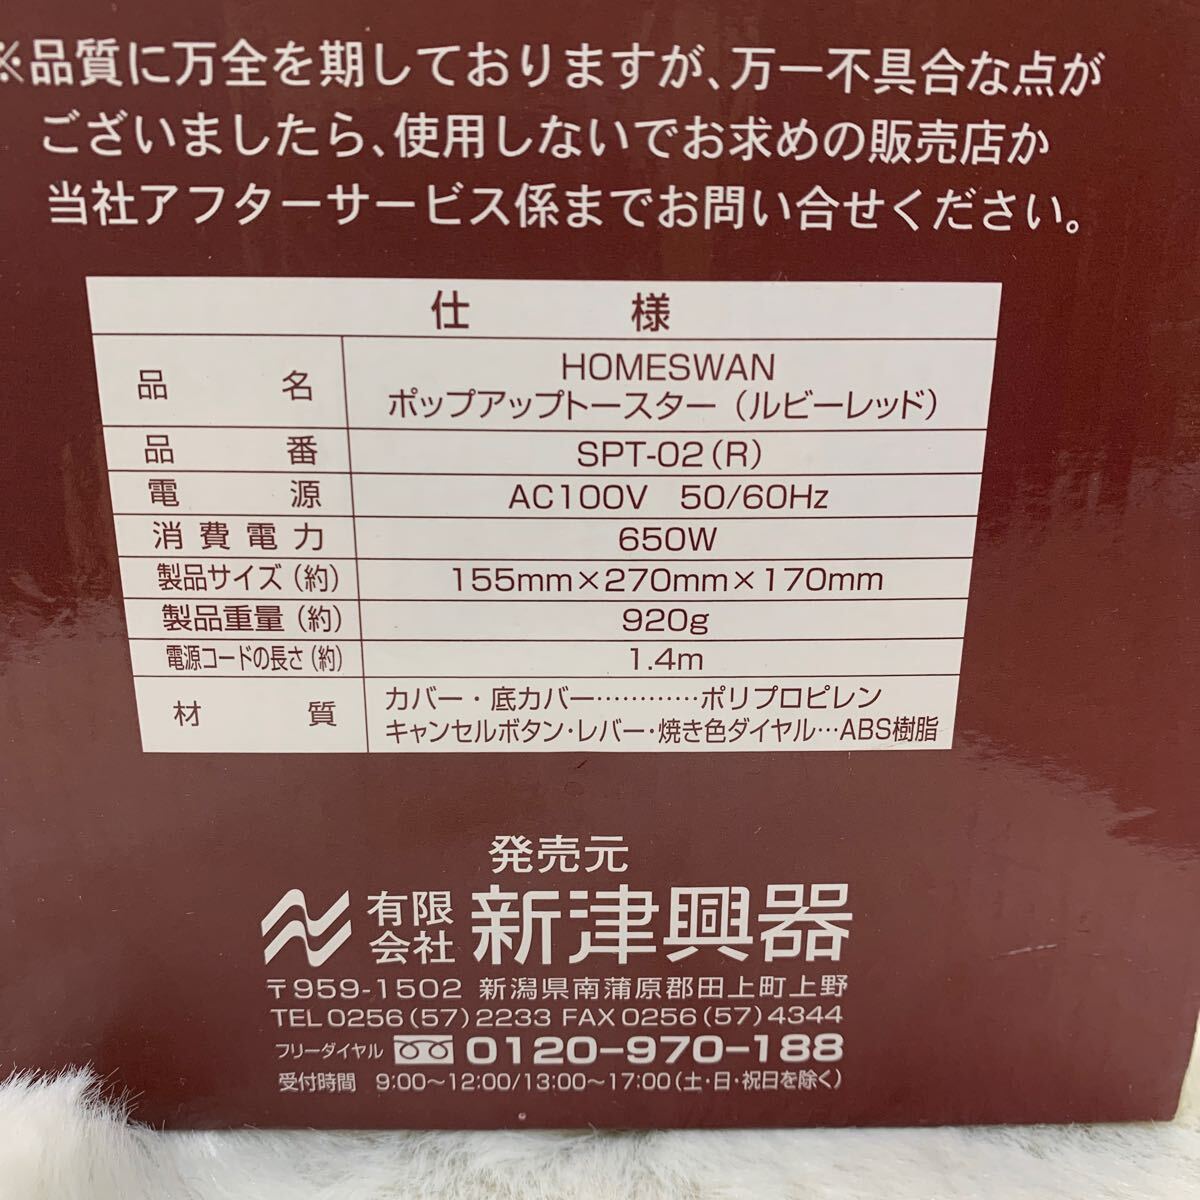 ※品質に万全を期しておりますが、万一不具合な点が
ございましたら、使用しないでお求めの販売店か
当社アフターサービス係までお問い合せください。
仕様
品名 HOMESWAN
ポップアップトースター（ルビーレッド）
品番 SPT-02(R)
電源 AC100V 50/60Hz
消費電力 650W
製品サイズ（約） 155mm×270mm×170mm
製品重量（約） 920g
電源コードの長さ（約） 1.4m
材質 カバー・底カバー…………ポリプロピレン
キャンセルボタン・レバー・焼き色ダイヤル…ABS樹脂
発売元
有限会社 新津興器
〒959-1502 新潟県南蒲原郡田上町上野
TEL 0256(57)2233 FAX 0256(57)4344
フリーダイヤル 0120-970-188
受付時間 9:00～12:00/13:00～17:00（土・日・祝日を除く）